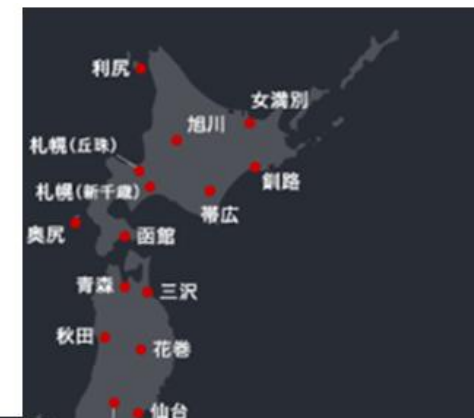 利尻
女満別
旭川
札幌(丘珠)
釧路
札幌(新千歳)
帯広
奥尻
函館
青森
三沢
秋田
花巻
仙台